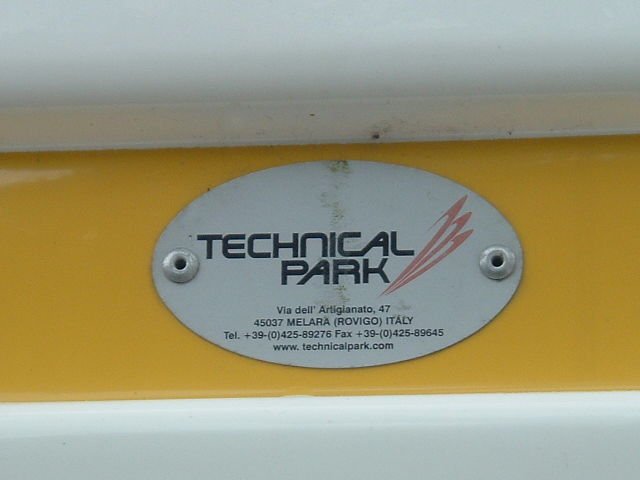 TECHNICAL
PARK
Via dell' Artigianato, 47
45037 MELARA (ROVIGO) ITALY
Tel. +39-(0)425-89276 Fax +39-(0)425-89645
www. technicalpark.com